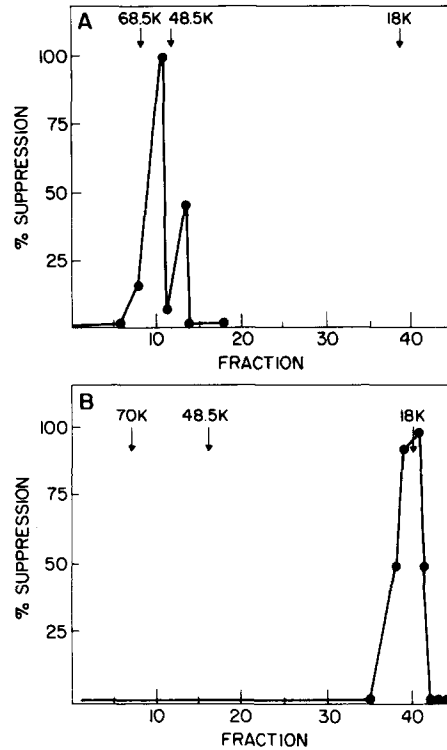 A
68.5K 48.5K 18K
100
75
50
25
% SUPPRESSION
10 20 30 40
FRACTION
B
70K 48.5K 18K
100
75
50
25
% SUPPRESSION
10 20 30 40
FRACTION